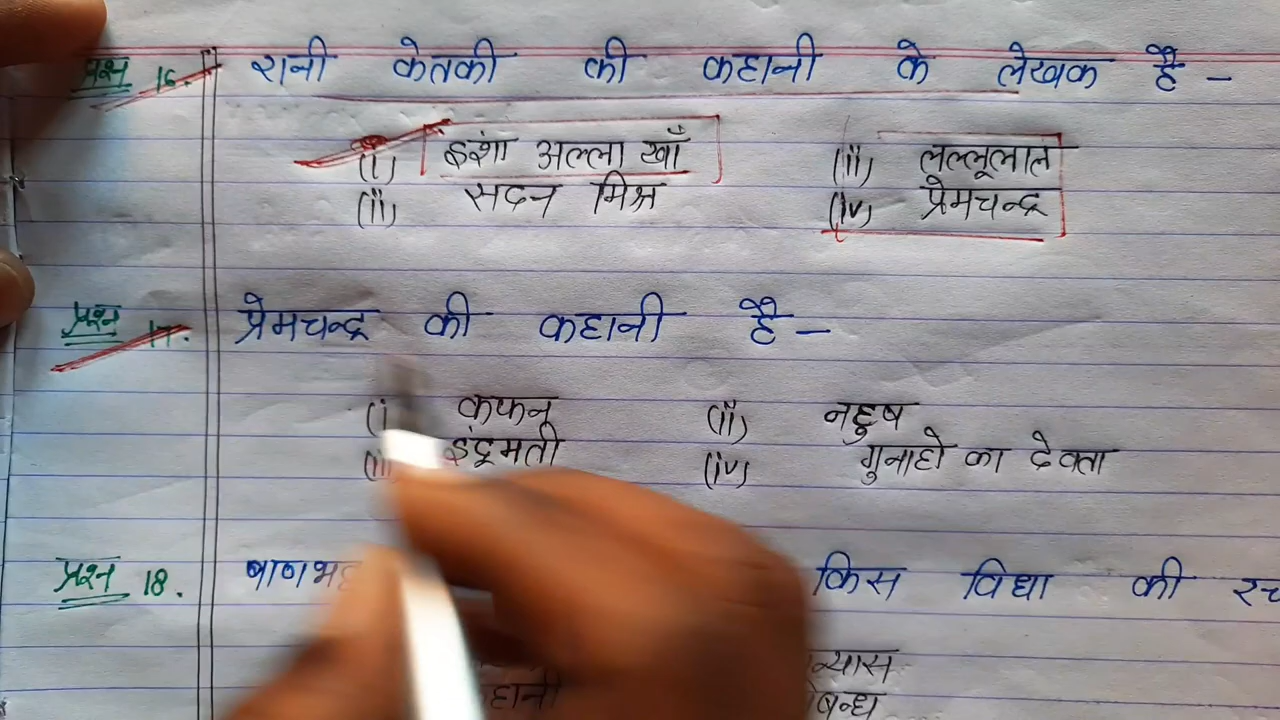 प्रश्न 16. रानी केतकी की कहानी के लेखक है -
(i) इंशा अल्ला खाँ (ii) लल्लूलाल
(ii) सदन मिश्र (iv) प्रेमचन्द्र
प्रश्न 17. प्रेमचन्द्र की कहानी है -
(i कफन (ii) नहुष
(iii इंदूमती (iv) गुनाहो का देवता
प्रश्न 18. किस विधा की